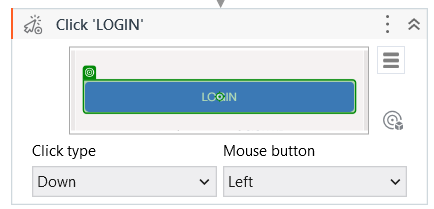 Click 'LOGIN'
LOGIN
Click type
Mouse button
Down
Left